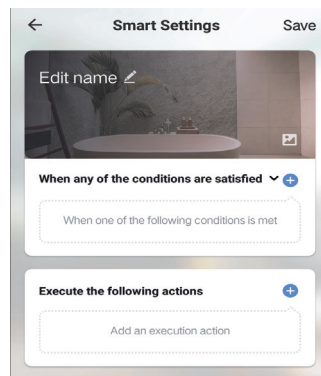 Smart Settings
Save
Edit name
When any of the conditions are satisfied
When one of the following conditions is met
Execute the following actions
Add an execution action